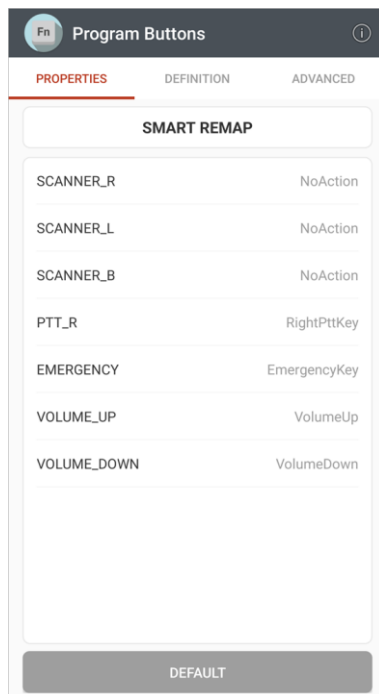 Fn Program Buttons
PROPERTIES DEFINITION ADVANCED
SMART REMAP
SCANNER_R NoAction
SCANNER_L NoAction
SCANNER_B NoAction
PTT_R RightPttKey
EMERGENCY EmergencyKey
VOLUME_UP VolumeUp
VOLUME_DOWN VolumeDown
DEFAULT